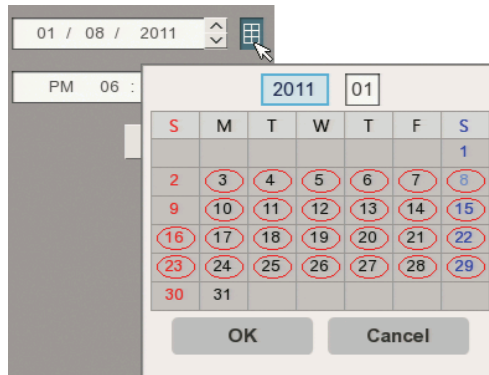 01 / 08 / 2011
PM 06 :
2011 01
S M T W T F S
1
2 3 4 5 6 7 8
9 10 11 12 13 14 15
16 17 18 19 20 21 22
23 24 25 26 27 28 29
30 31
OK Cancel